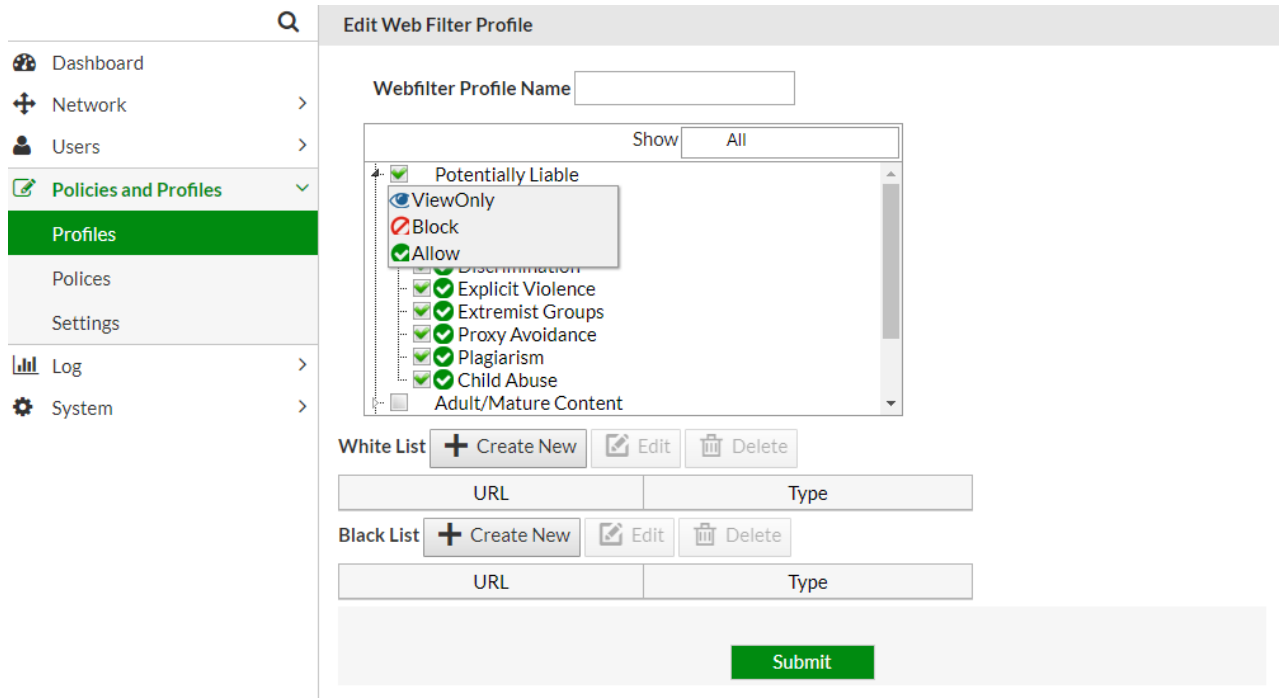 Edit Web Filter Profile
Dashboard
Network
Users
Policies and Profiles
Profiles
Polices
Settings
Log
System
Webfilter Profile Name
Show All
Potentially Liable
ViewOnly
Block
Allow
Discrimination
Explicit Violence
Extremist Groups
Proxy Avoidance
Plagiarism
Child Abuse
Adult/Mature Content
White List Create New Edit Delete
URL Type
Black List Create New Edit Delete
URL Type
Submit